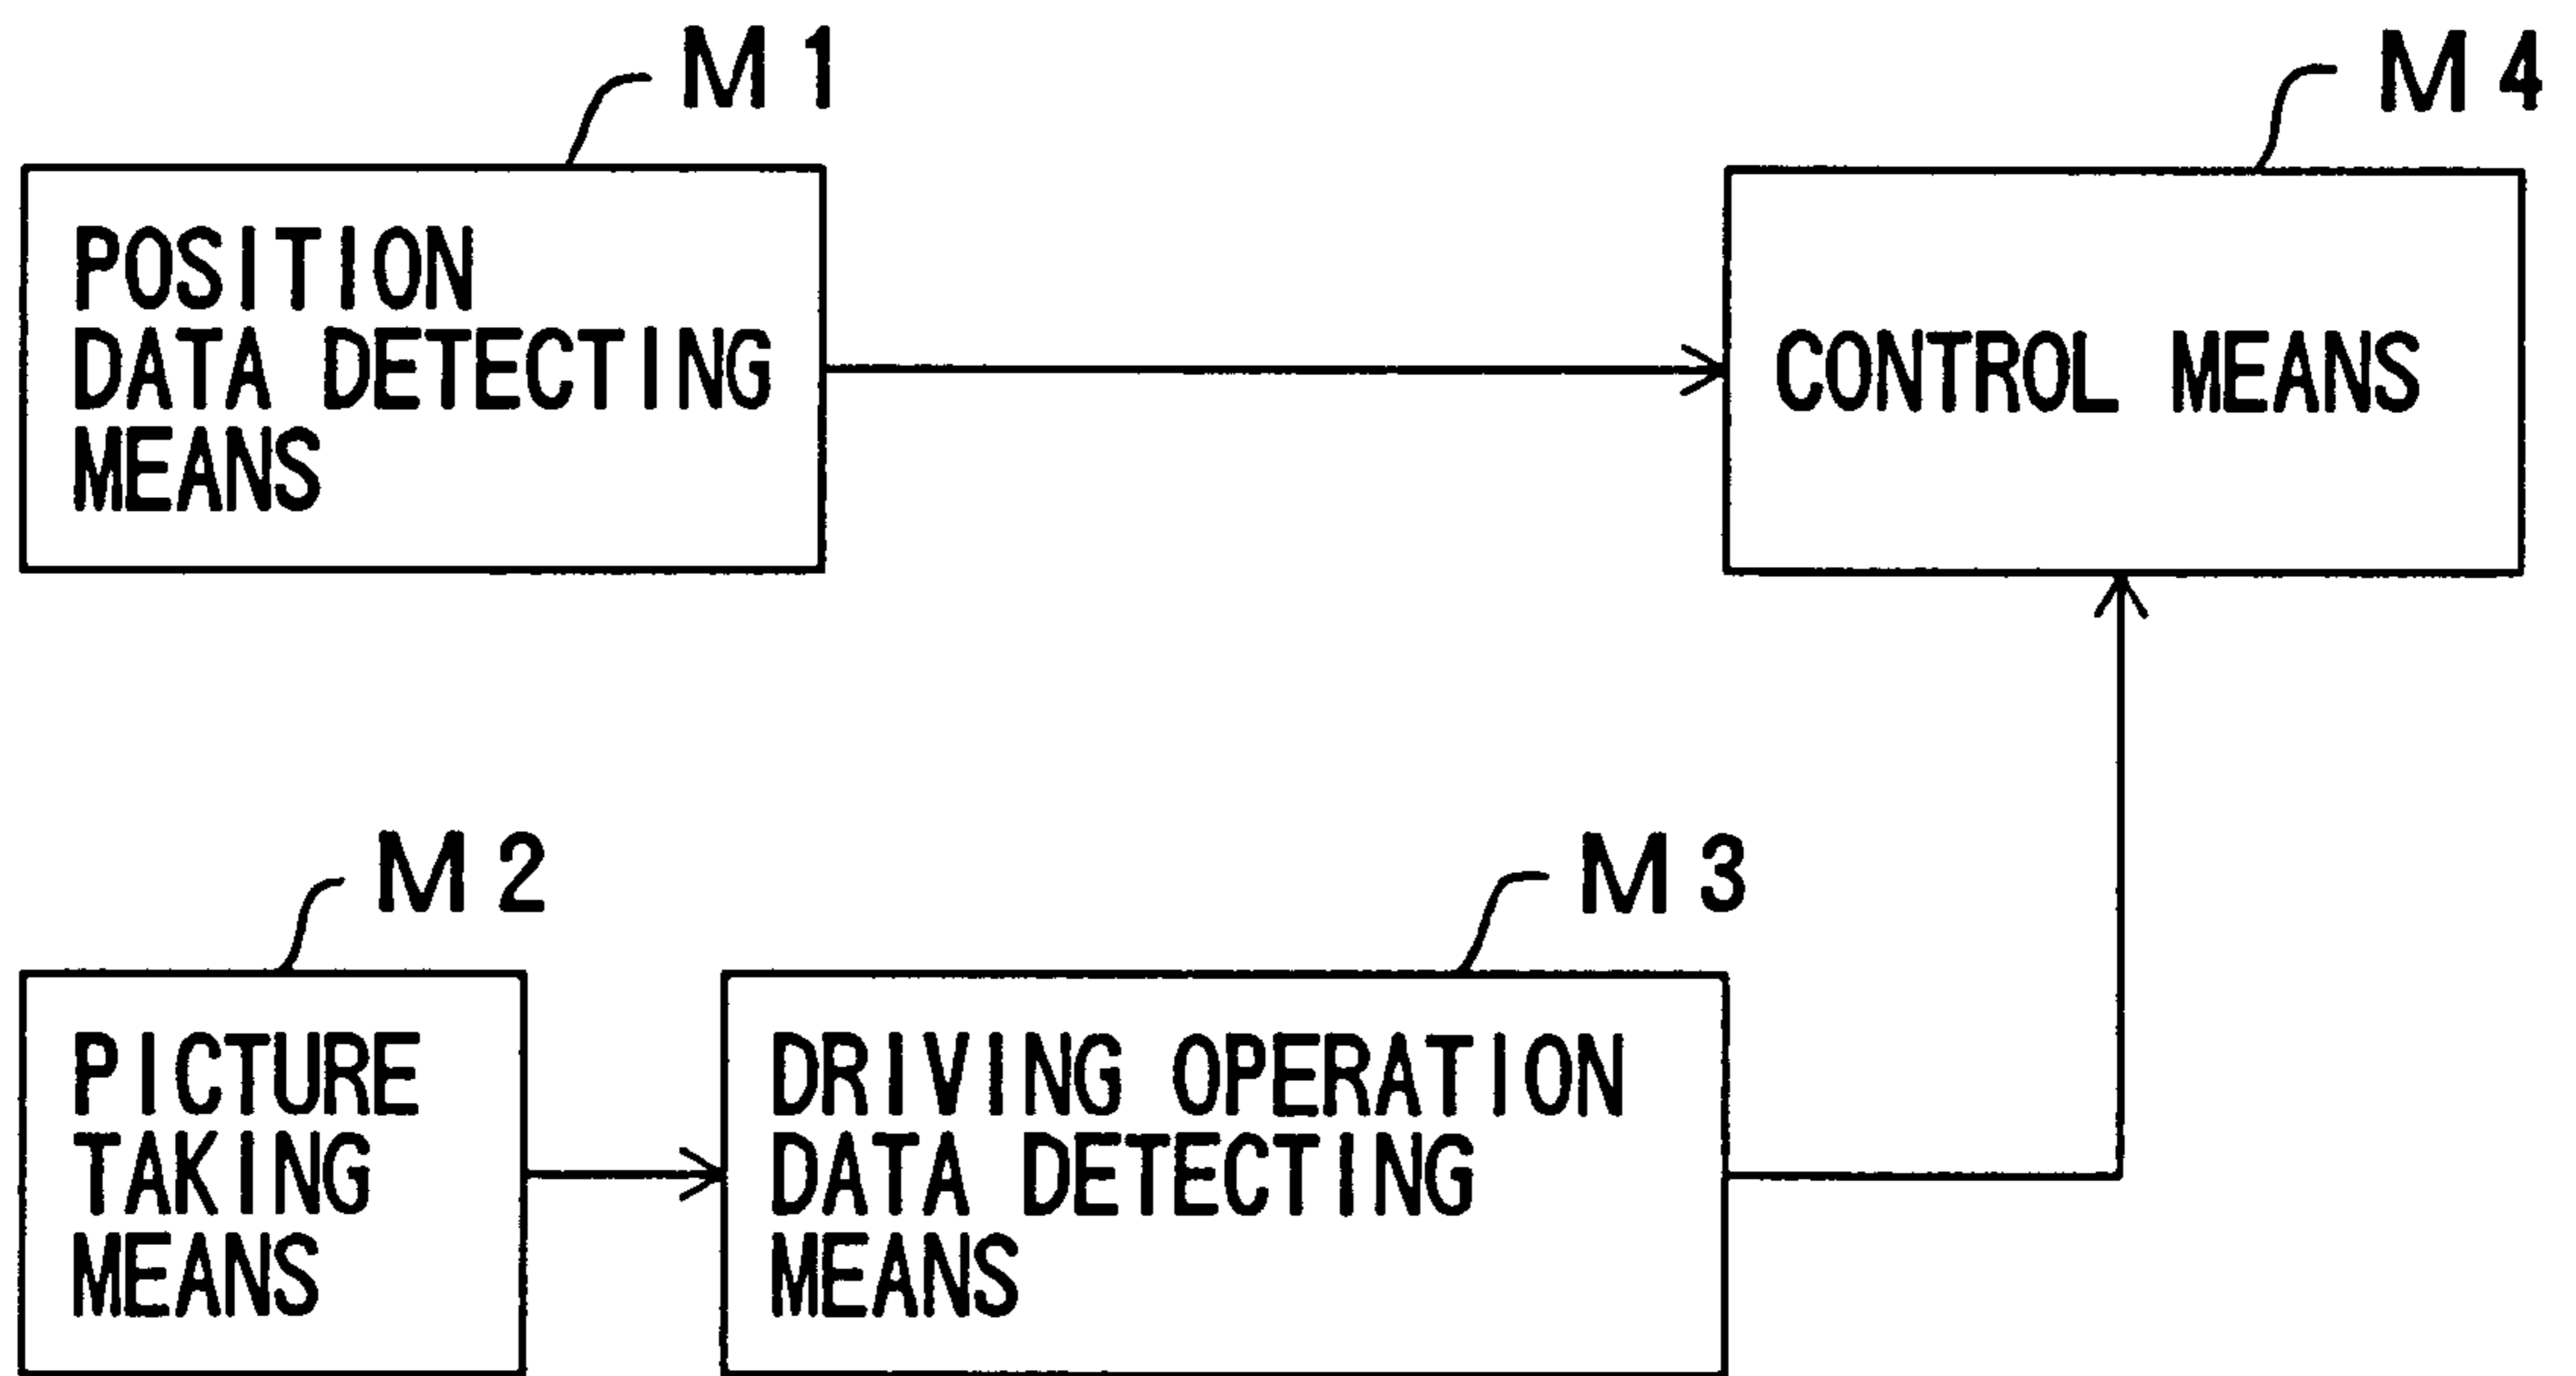 M1
POSITION
DATA DETECTING
MEANS
M4
CONTROL MEANS
M2
PICTURE
TAKING
MEANS
M3
DRIVING OPERATION
DATA DETECTING
MEANS